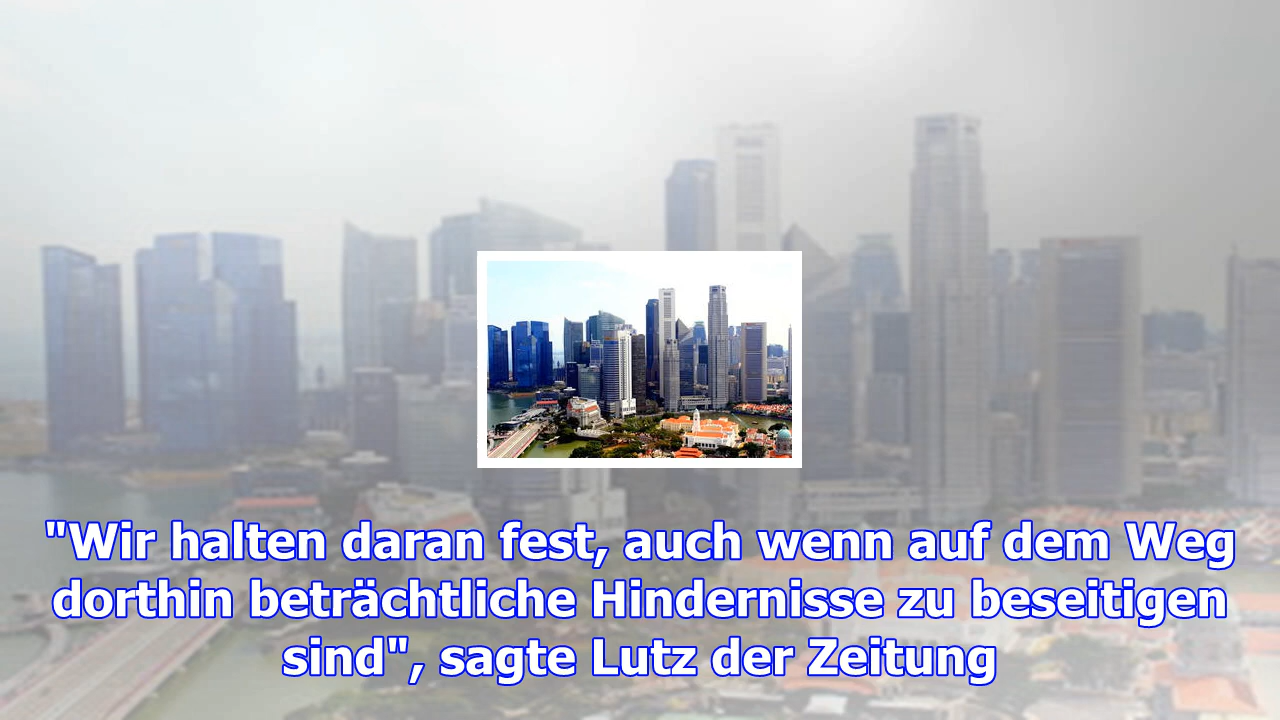 "Wir halten daran fest, auch wenn auf dem Weg
dorthin beträchtliche Hindernisse zu beseitigen
sind", sagte Lutz der Zeitung